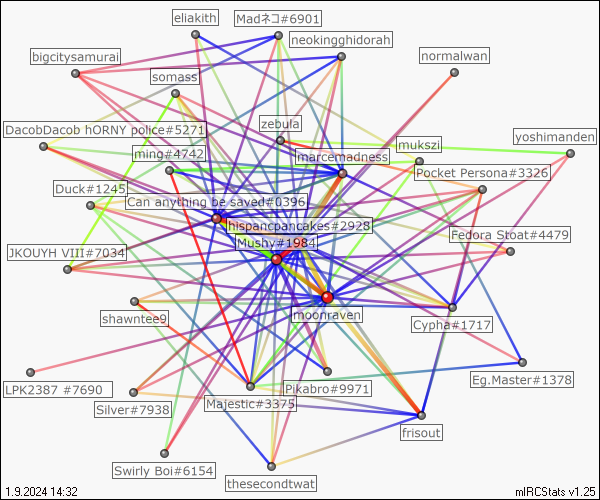 eliakith
Madネコ#6901
neokingghidorah
bigcitysamurai
normalwan
somass
zebula
DacobDacob hORNY police#5271
yoshimanden
mukszi
ming#4742
marcemadness
Pocket Persona#3326
Duck#1245
Can anything be saved#0396
hispancpancakes#2928
Fedora Stoat#4479
Mushy#1984
JKOUYH VIII#7034
shawntee9
moonraven
Cypha#1717
LPK2387 #7690
Pikabro#9971
Eg.Master#1378
Silver#7938
Majestic#3375
frisout
Swirly Boi#6154
thesecondtwat
1.9.2024 14:32
mIRCStats v1.25